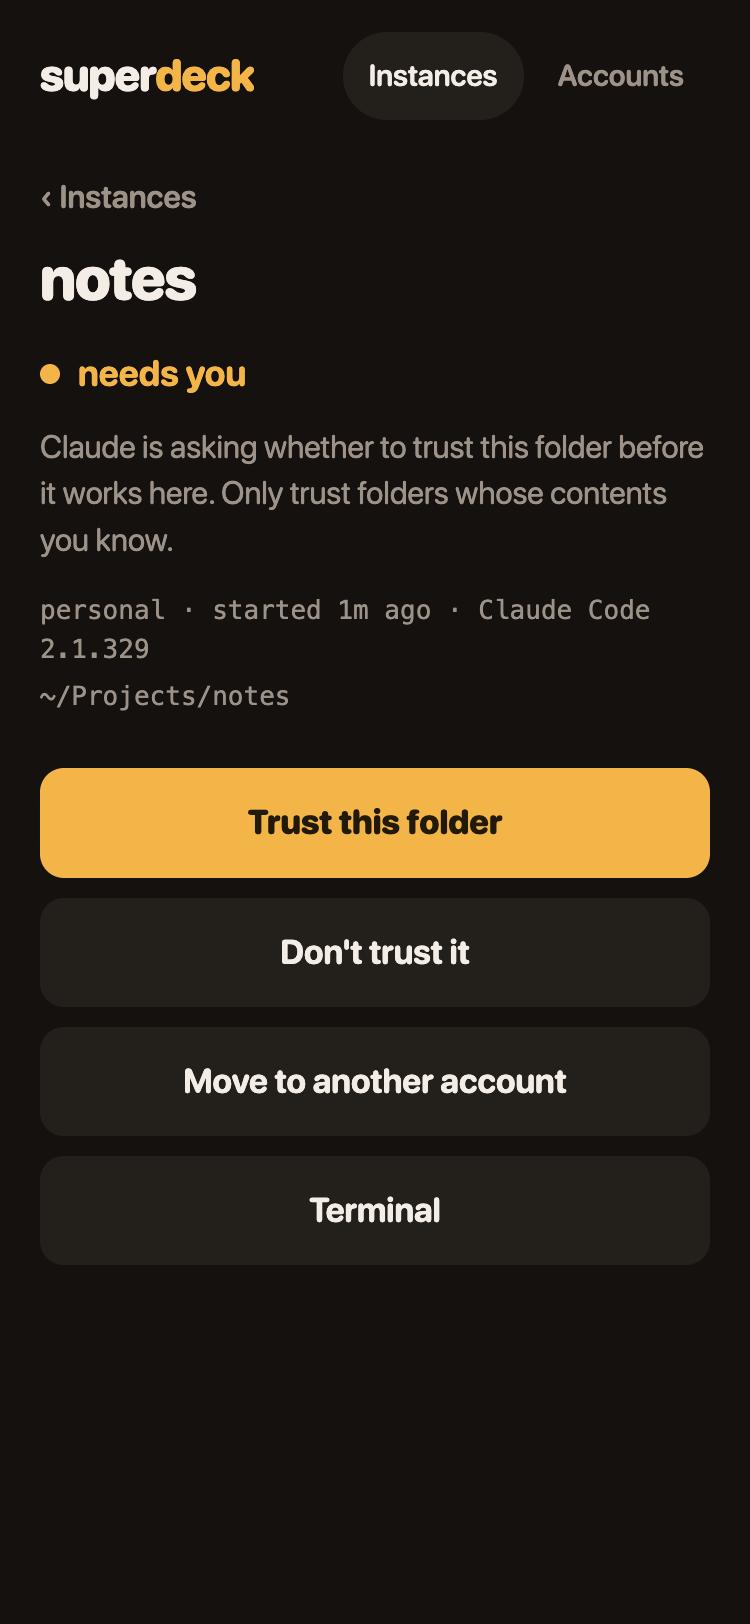 superdeck
Instances
Accounts
‹ Instances
notes
needs you
Claude is asking whether to trust this folder before
it works here. Only trust folders whose contents
you know.
personal · started 1m ago · Claude Code
2.1.329
~/Projects/notes
Trust this folder
Don't trust it
Move to another account
Terminal